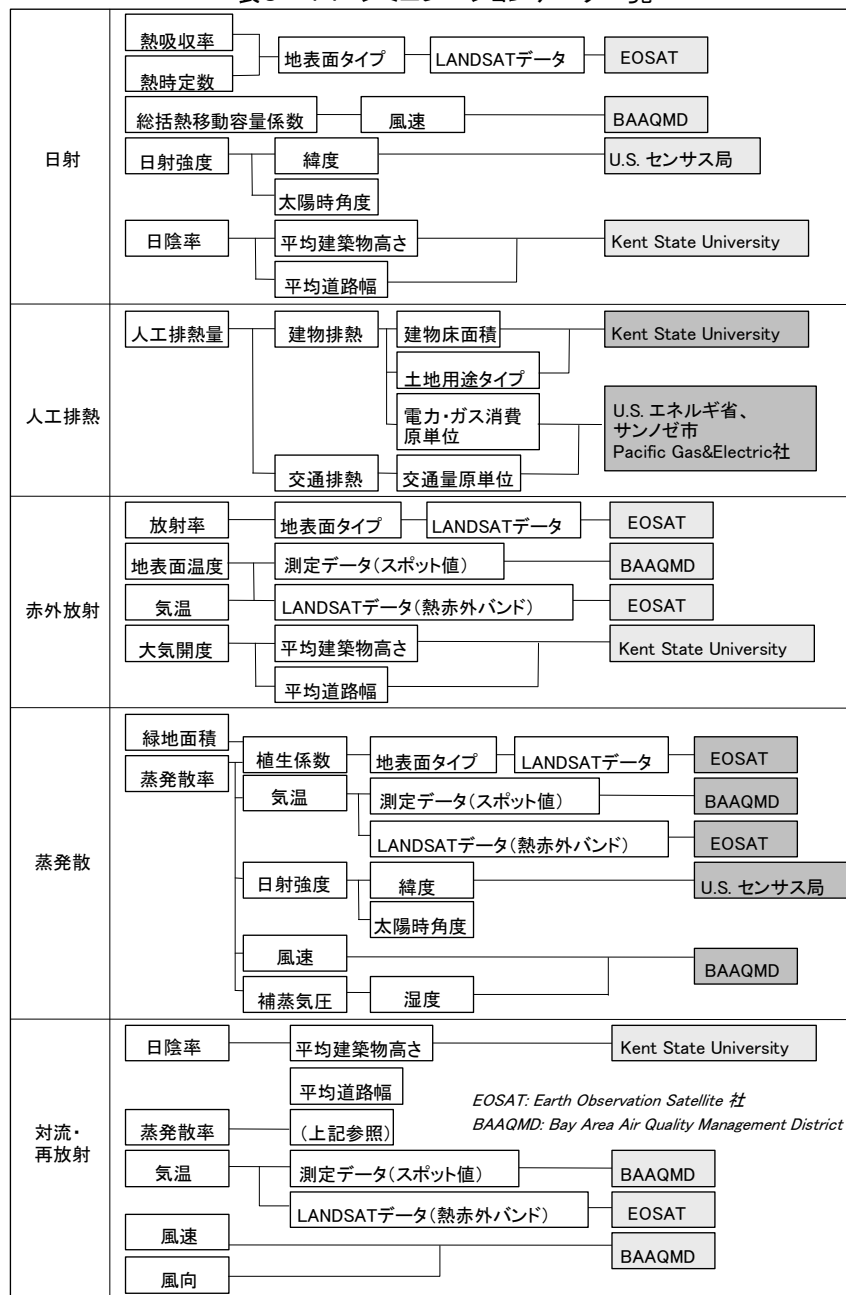 日射
熱吸収率
熱時定数
地表面タイプ
LANDSATデータ
EOSAT
総括熱移動容量係数
風速
BAAQMD
日射強度
緯度
U.S. センサス局
太陽時角度
日陰率
平均建築物高さ
Kent State University
平均道路幅
人工排熱
人工排熱量
建物排熱
建物床面積
Kent State University
土地用途タイプ
電力・ガス消費
原単位
U.S. エネルギ省、
サンノゼ市
Pacific Gas&Electric社
交通排熱
交通量原単位
赤外放射
放射率
地表面タイプ
LANDSATデータ
EOSAT
地表面温度
測定データ(スポット値)
BAAQMD
気温
LANDSATデータ(熱赤外バンド)
EOSAT
大気開度
平均建築物高さ
Kent State University
平均道路幅
蒸発散
緑地面積
蒸発散率
植生係数
地表面タイプ
LANDSATデータ
EOSAT
気温
測定データ(スポット値)
BAAQMD
LANDSATデータ(熱赤外バンド)
EOSAT
日射強度
緯度
U.S. センサス局
太陽時角度
風速
BAAQMD
補蒸気圧
湿度
対流・
再放射
日陰率
平均建築物高さ
Kent State University
平均道路幅
EOSAT: Earth Observation Satellite 社
BAAQMD: Bay Area Air Quality Management District
蒸発散率
(上記参照)
気温
測定データ(スポット値)
BAAQMD
LANDSATデータ(熱赤外バンド)
EOSAT
風速
BAAQMD
風向